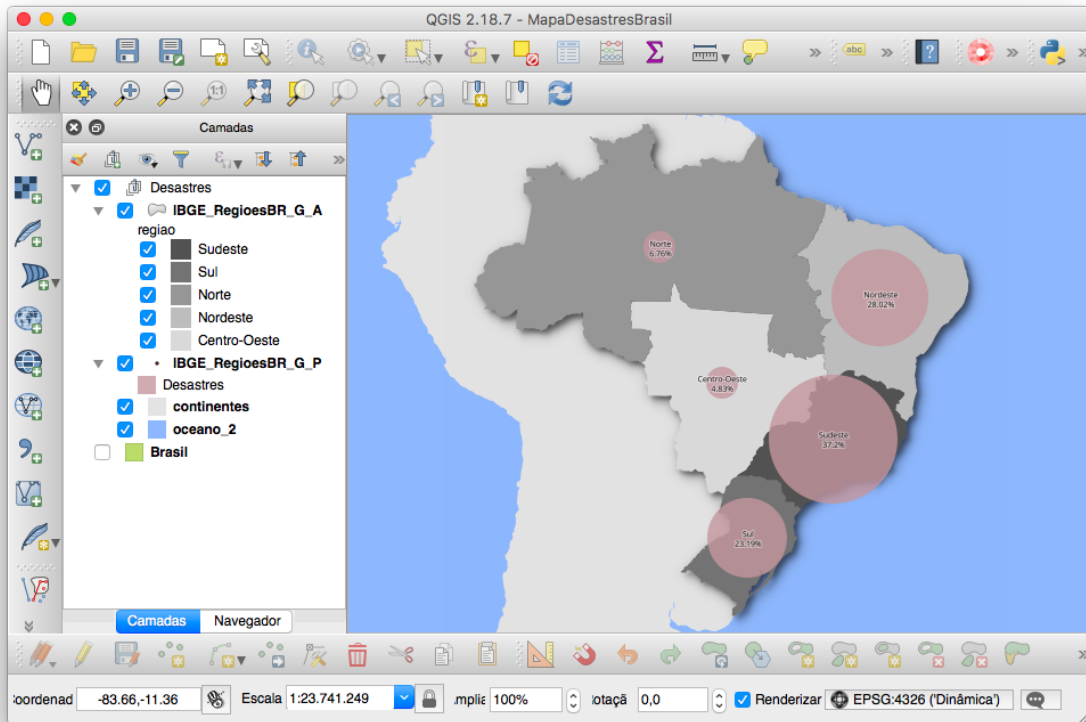 QGIS 2.18.7 - MapaDesastresBrasil
abc
1:1
Camadas
Desastres
IBGE_RegioesBR_G_A
regiao
Sudeste
Sul
Norte
Nordeste
Centro-Oeste
IBGE_RegioesBR_G_P
Desastres
continentes
oceano_2
Brasil
Camadas
Navegador
Norte
6.76%
Nordeste
28.02%
Centro-Oeste
4.83%
Sudeste
37.2%
Sul
23.19%
oordenad -83.66,-11.36 Escala 1:23.741.249 mplia 100% otaçã 0,0 Renderizar EPSG:4326 ('Dinâmica')